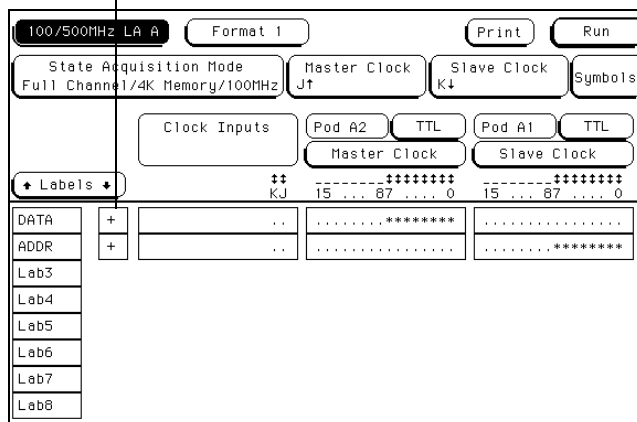 100/500MHz LA A Format 1 Print Run
State Acquisition Mode Master Clock Slave Clock Symbols
Full Channel/4K Memory/100MHz J↑ K↓
Clock Inputs Pod A2 TTL Pod A1 TTL
Master Clock Slave Clock
↑ Labels ↓ ↕↕ ________↕↕↕↕↕↕↕↕ ________↕↕↕↕↕↕↕↕
KJ 15 ... 87 .... 0 15 ... 87 .... 0
DATA + .. ........******** ................
ADDR + .. ................ ........********
Lab3
Lab4
Lab5
Lab6
Lab7
Lab8